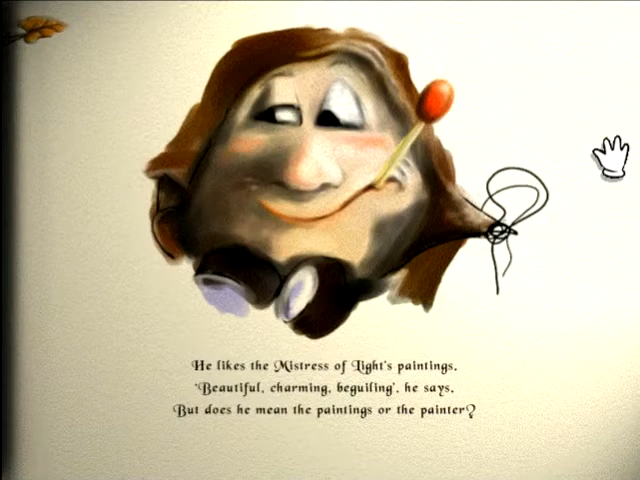 He likes the Mistress of Light's paintings.
'Beautiful, charming, beguiling', he says.
But does he mean the paintings or the painter?